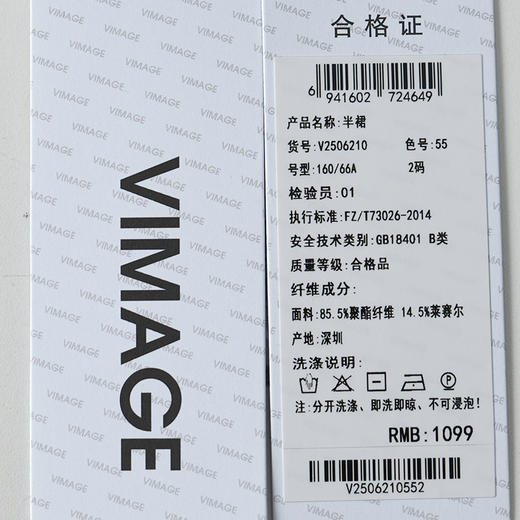 VIMAGE
合格证
6 941602 724649
产品名称:半裙
货号:V2506210 色号:55
号型:160/66A 2码
检验员:01
执行标准:FZ/T73026-2014
安全技术类别:GB18401 B类
质量等级:合格品
纤维成分:
面料:85.5%聚酯纤维 14.5%莱赛尔
产地:深圳
洗涤说明:
P
注:分开洗涤、即洗即晾、不可浸泡!
RMB:1099
V2506210552